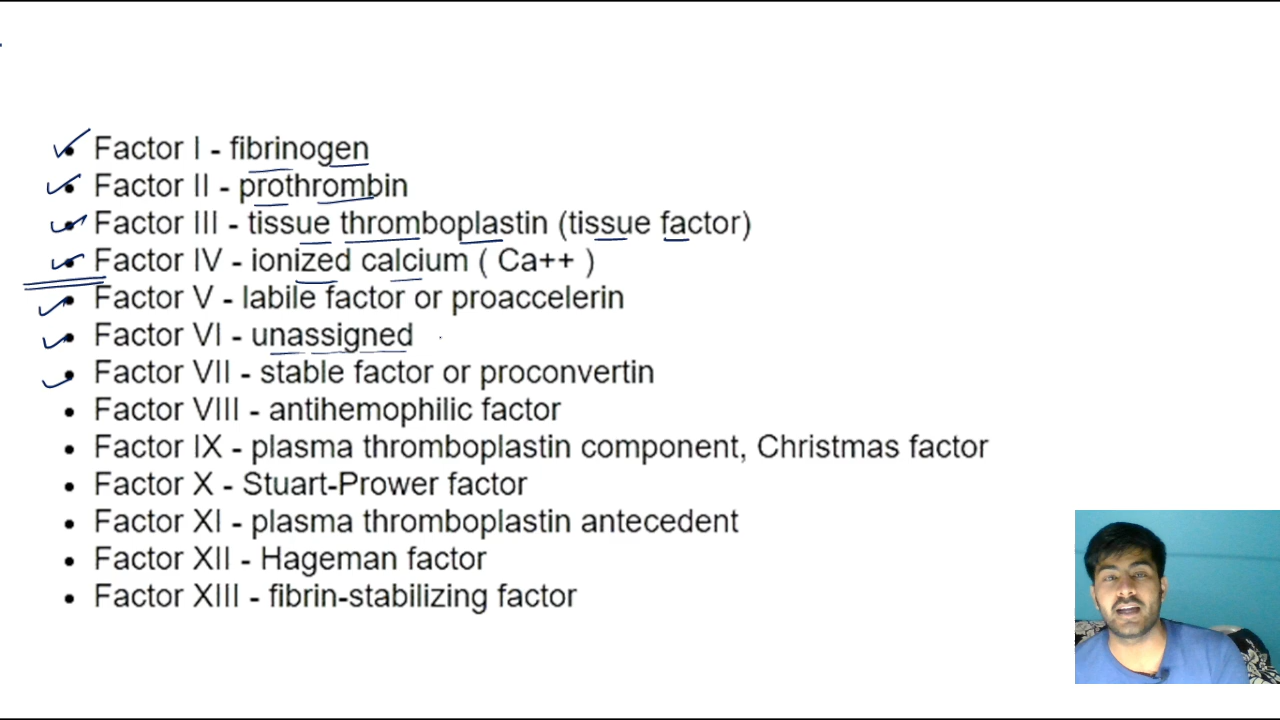 Factor I - fibrinogen
Factor II - prothrombin
Factor III - tissue thromboplastin (tissue factor)
Factor IV - ionized calcium ( Ca++ )
Factor V - labile factor or proaccelerin
Factor VI - unassigned
Factor VII - stable factor or proconvertin
Factor VIII - antihemophilic factor
Factor IX - plasma thromboplastin component, Christmas factor
Factor X - Stuart-Prower factor
Factor XI - plasma thromboplastin antecedent
Factor XII - Hageman factor
Factor XIII - fibrin-stabilizing factor